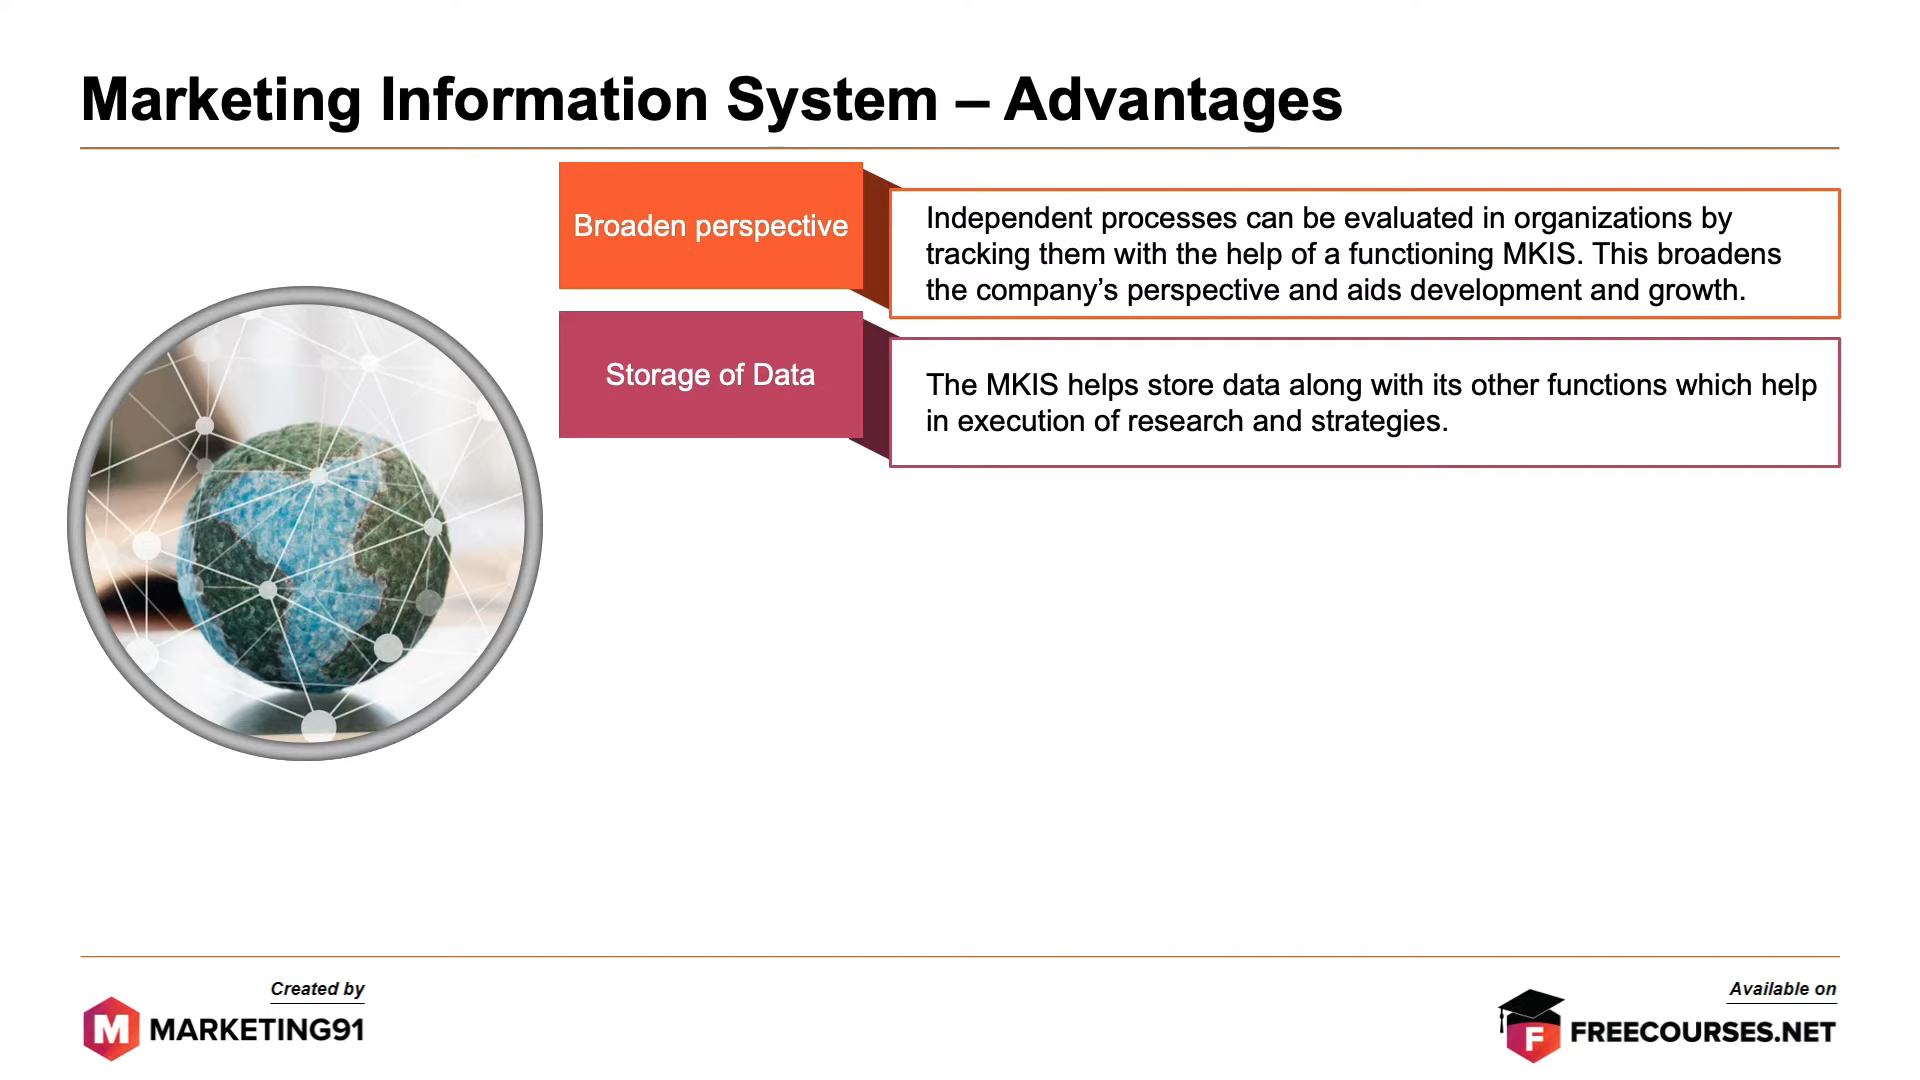 Marketing Information System – Advantages
Broaden perspective
Independent processes can be evaluated in organizations by
tracking them with the help of a functioning MKIS. This broadens
the company’s perspective and aids development and growth.
Storage of Data
The MKIS helps store data along with its other functions which help
in execution of research and strategies.
Created by
M MARKETING91
Available on
F FREECOURSES.NET